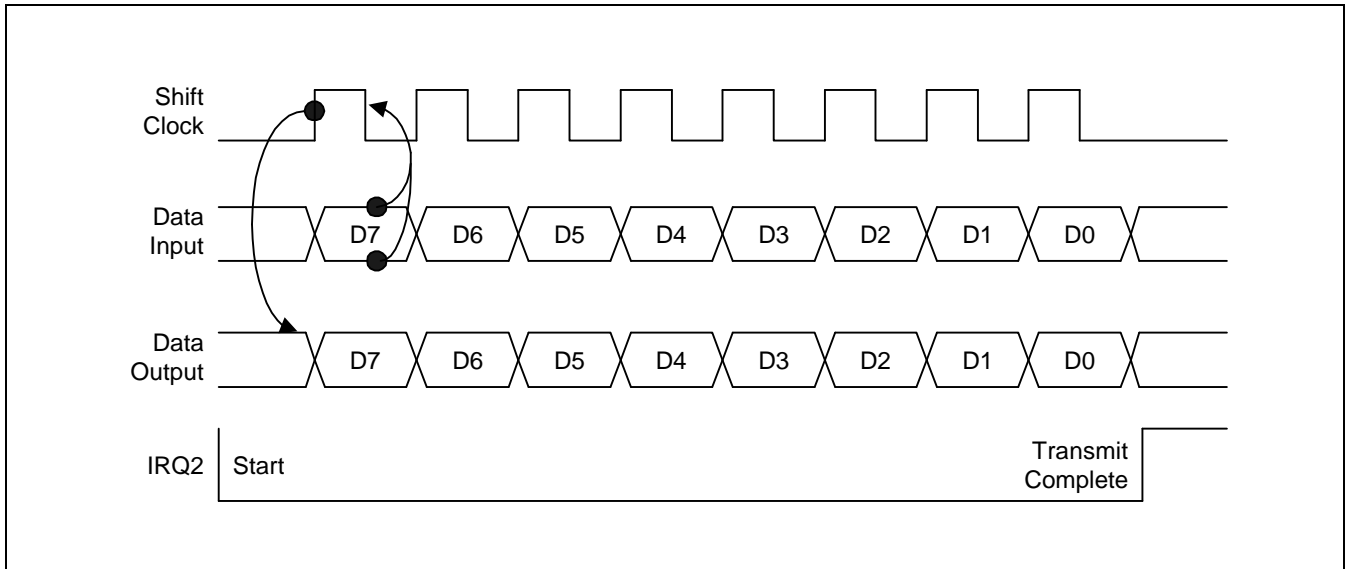 Shift
Clock
Data
Input
D7 D6 D5 D4 D3 D2 D1 D0
Data
Output
D7 D6 D5 D4 D3 D2 D1 D0
IRQ2
Start
Transmit
Complete